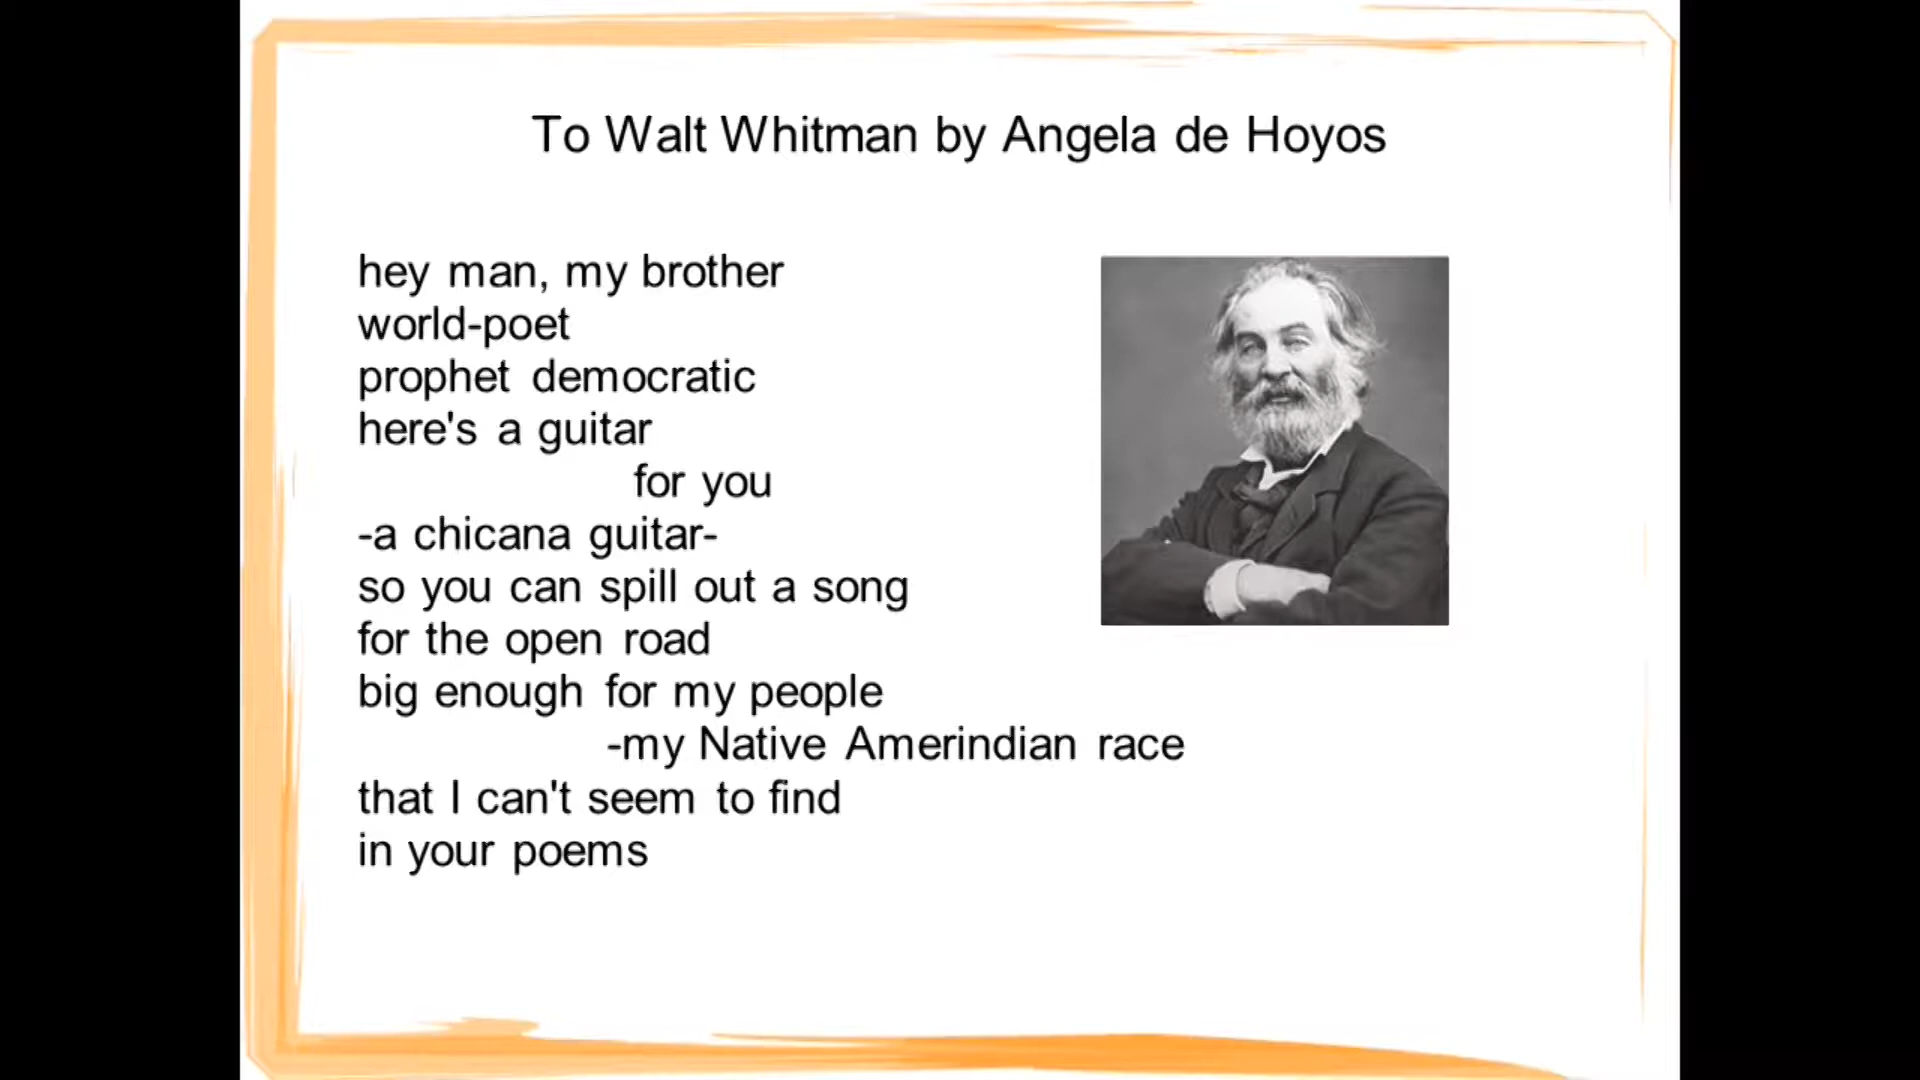 To Walt Whitman by Angela de Hoyos
hey man, my brother
world-poet
prophet democratic
here's a guitar
for you
-a chicana guitar-
so you can spill out a song
for the open road
big enough for my people
-my Native Amerindian race
that I can't seem to find
in your poems